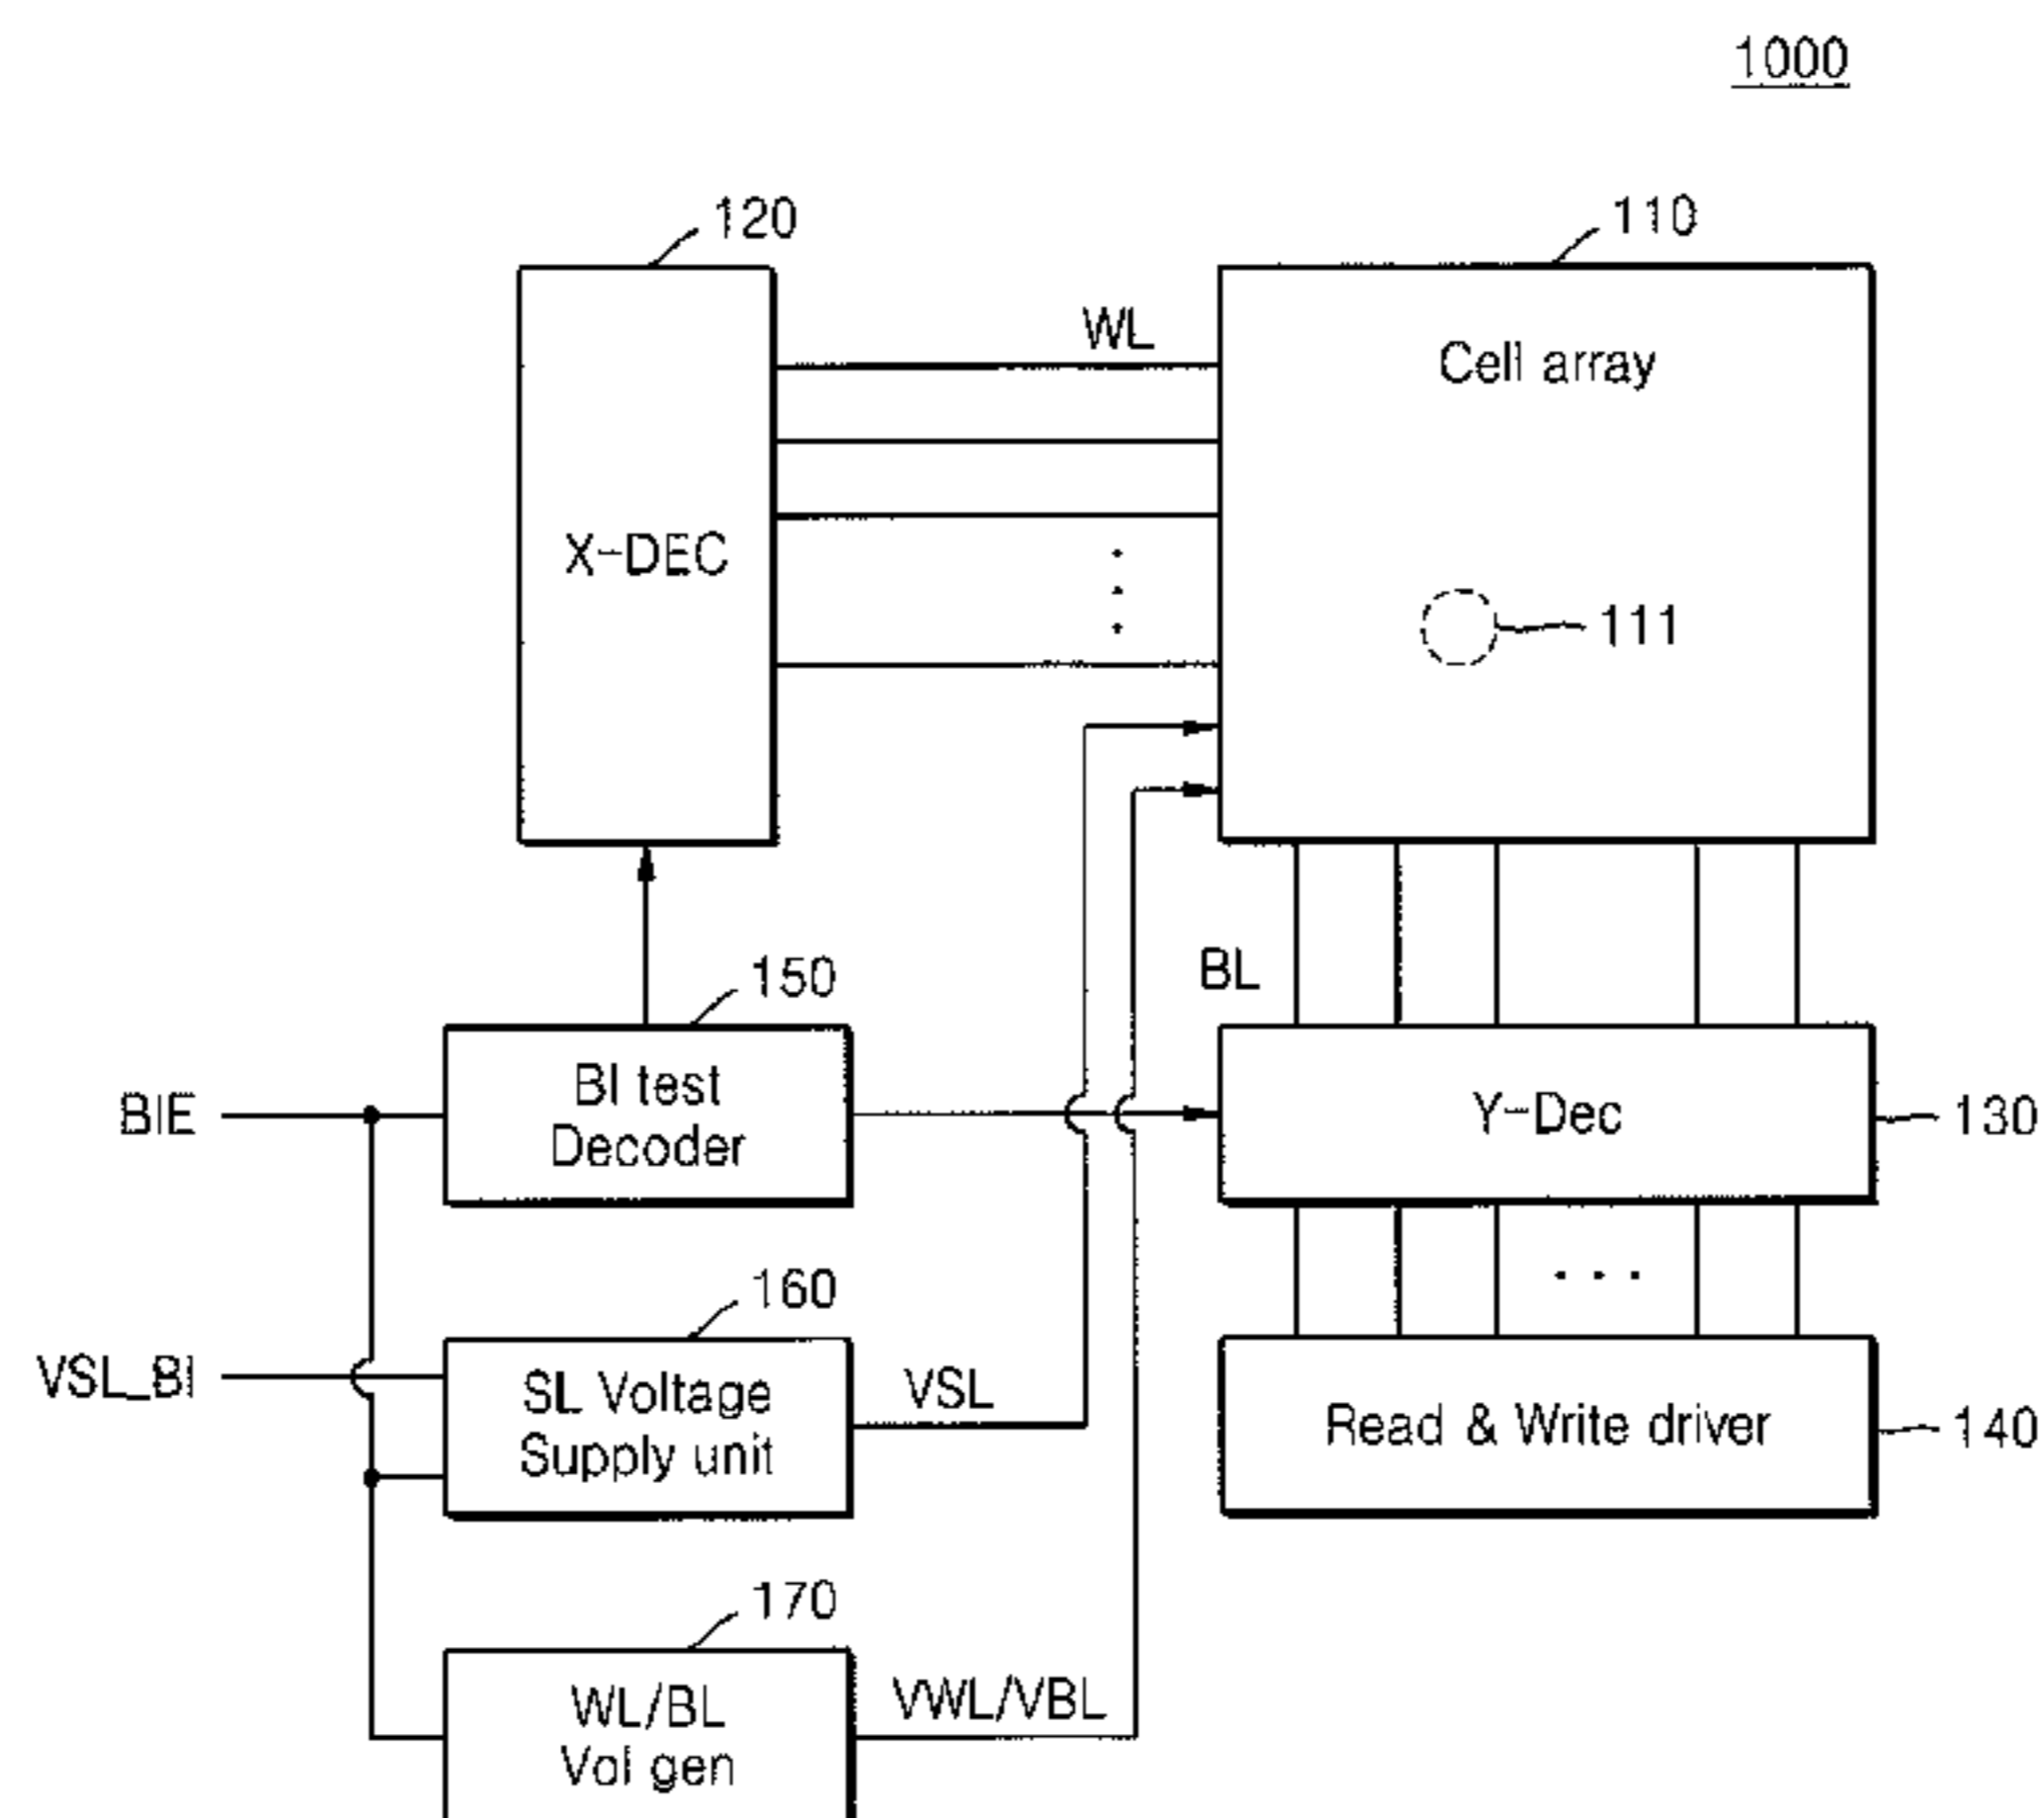 1000
120
110
WL
Cell array
X-DEC
111
BL
150
BI test
Decoder
BIE
Y-Dec
130
160
VSL_BI
SL Voltage
Supply unit
VSL
Read & Write driver
140
170
WL/BL
Vol gen
VWL/VBL